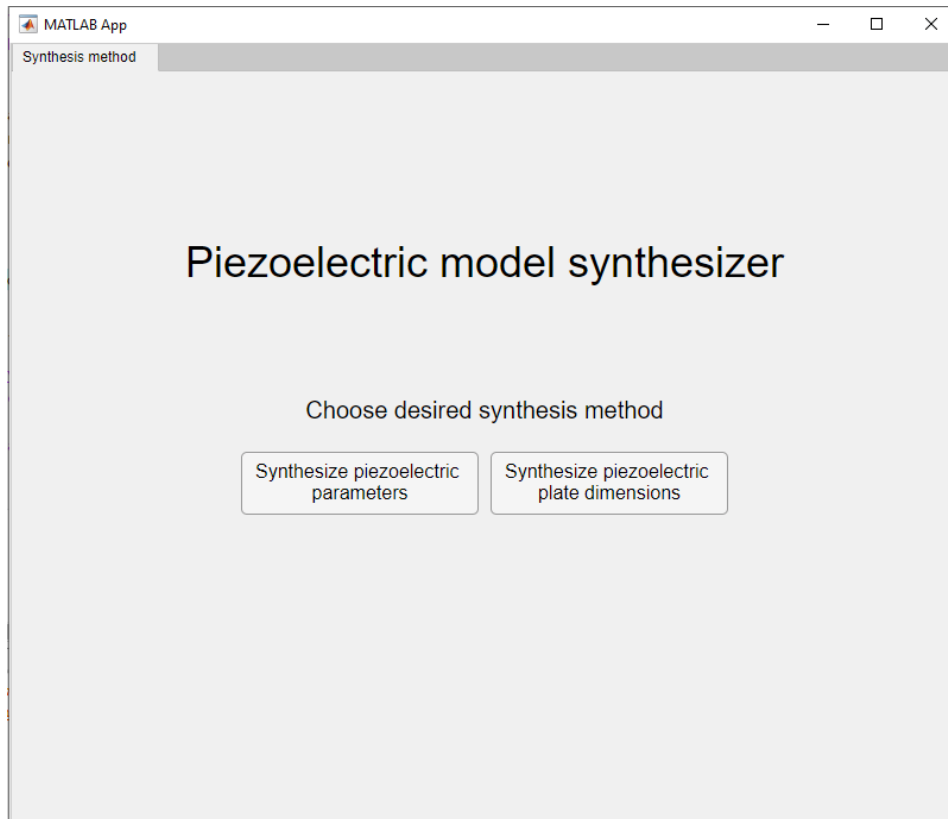 MATLAB App
Synthesis method
Piezoelectric model synthesizer
Choose desired synthesis method
Synthesize piezoelectric
parameters
Synthesize piezoelectric
plate dimensions